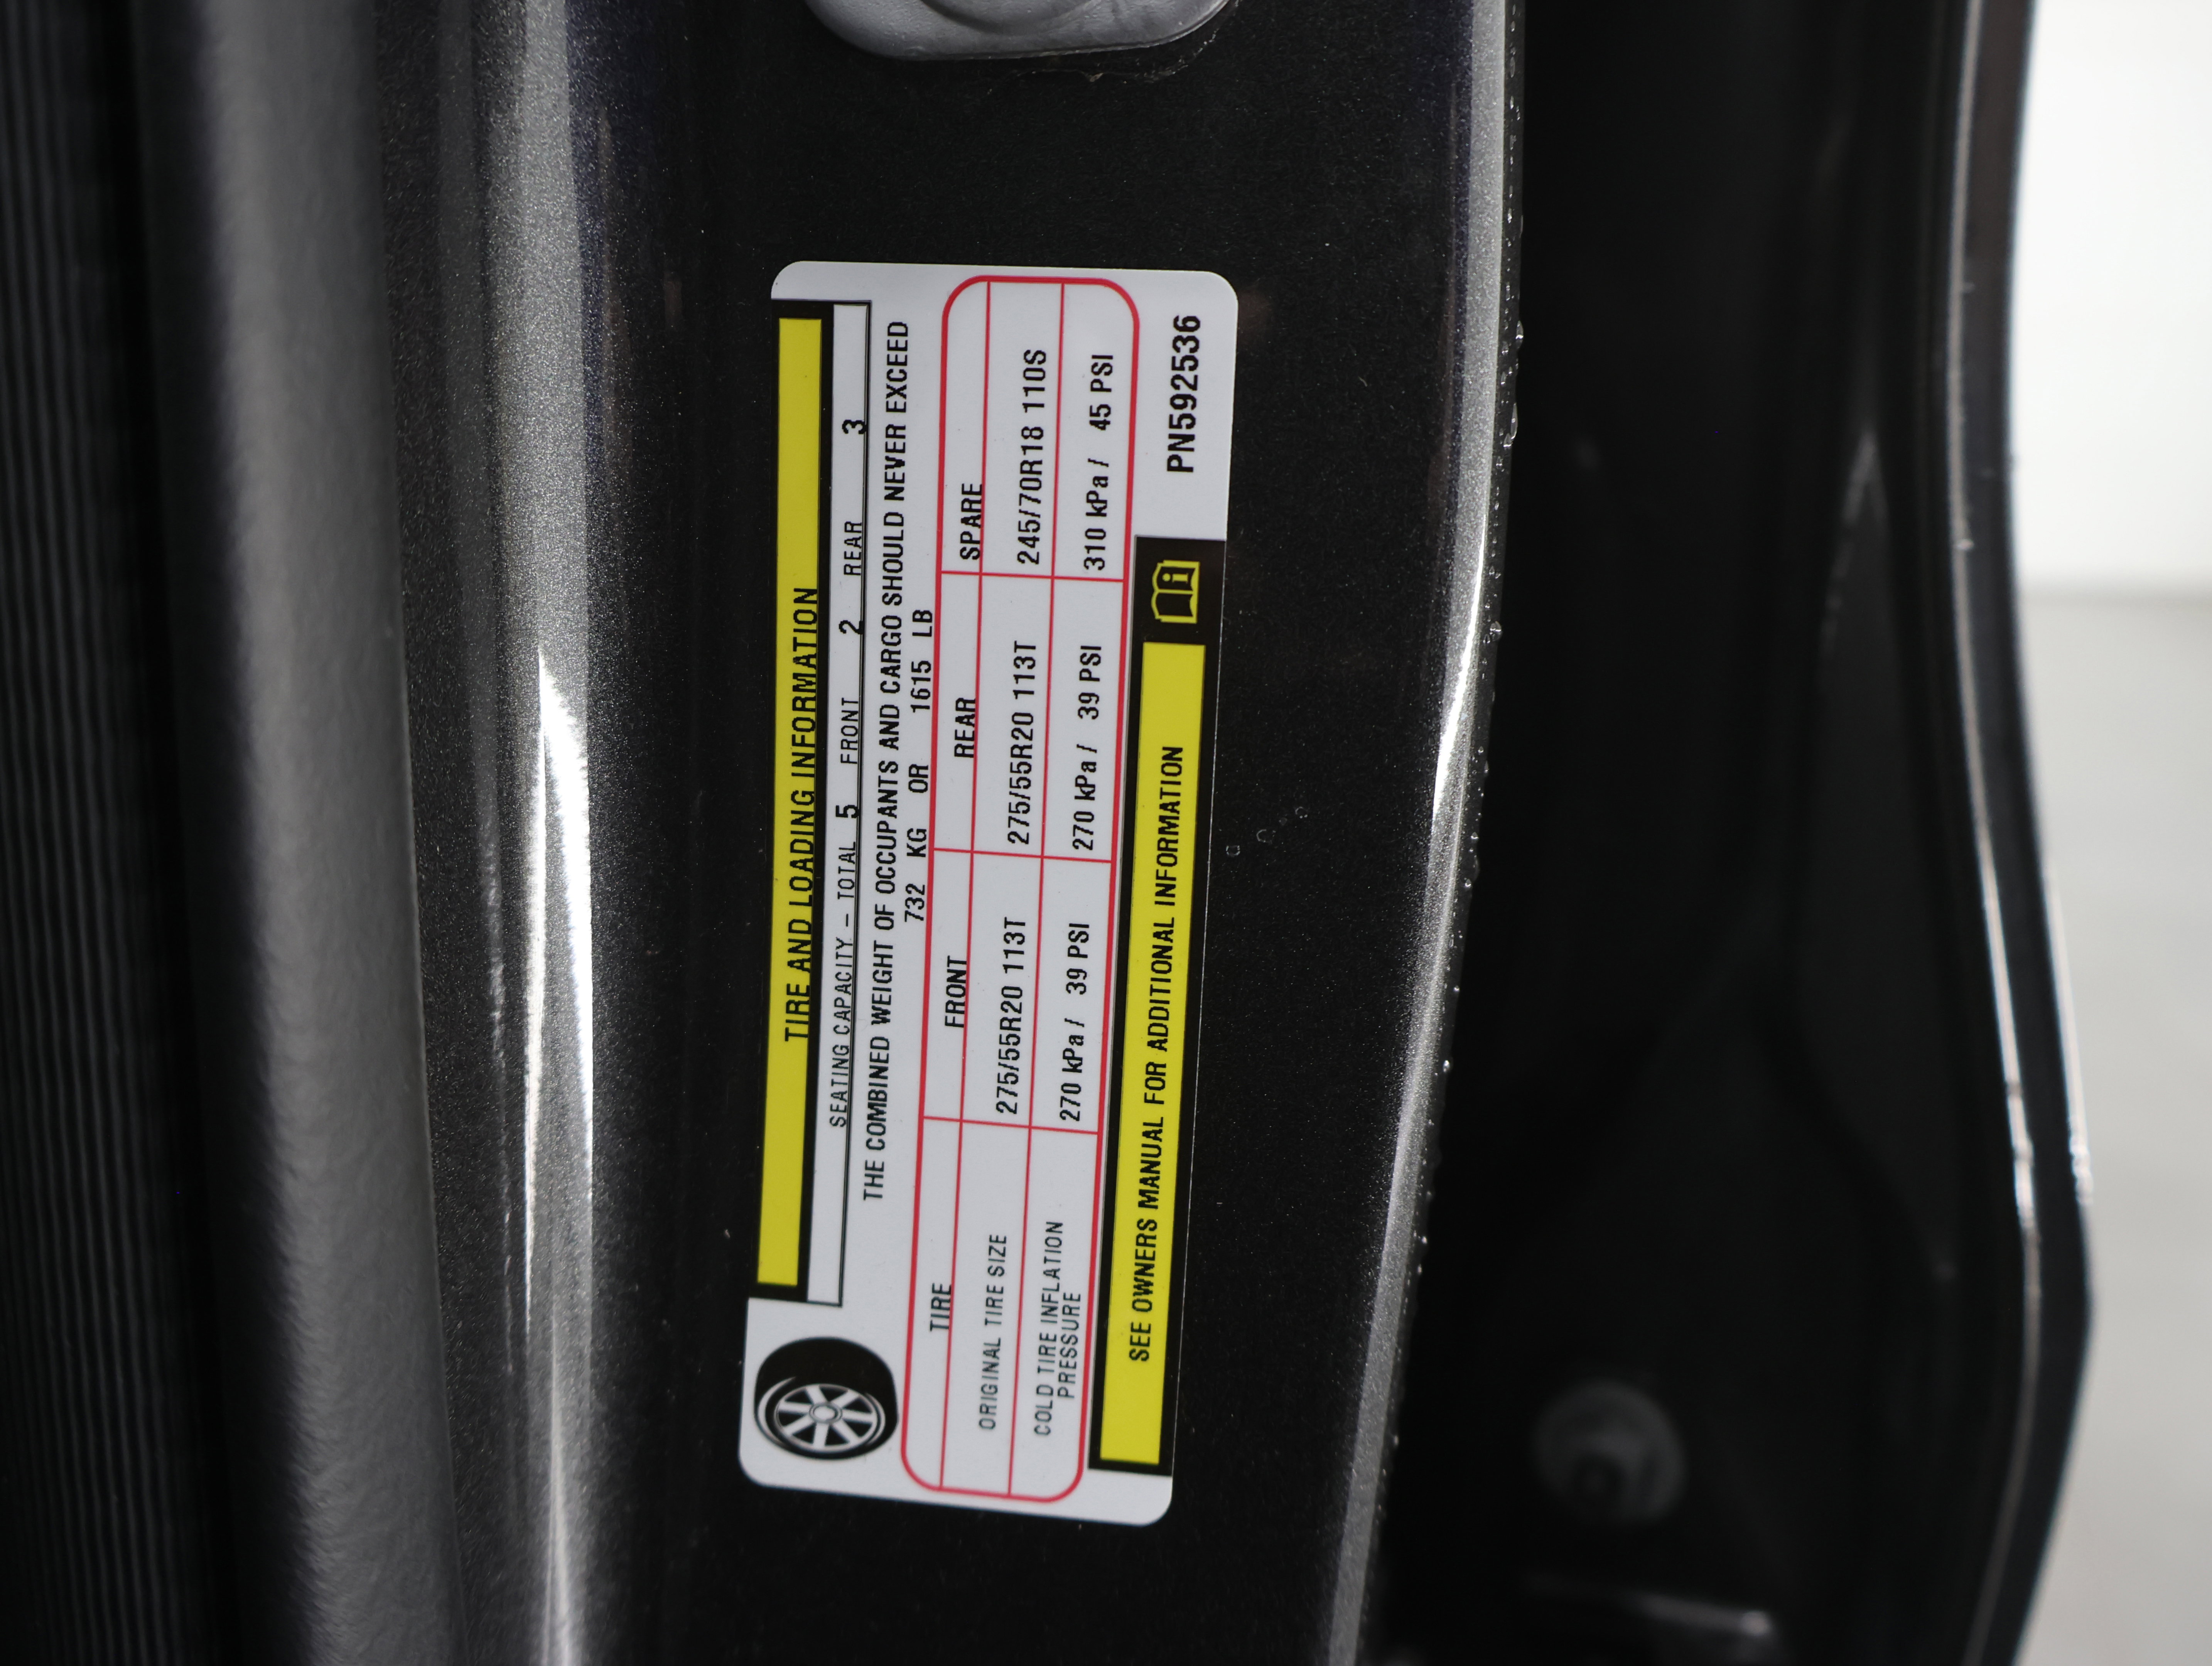 TIRE AND LOADING INFORMATION
SEATING CAPACITY – TOTAL 5 FRONT 2 REAR 3
THE COMBINED WEIGHT OF OCCUPANTS AND CARGO SHOULD NEVER EXCEED
732 KG OR 1615 LB
TIRE FRONT REAR SPARE
ORIGINAL TIRE SIZE 275/55R20 113T 275/55R20 113T 245/70R18 110S
COLD TIRE INFLATION PRESSURE 270 kPa / 39 PSI 270 kPa / 39 PSI 310 kPa / 45 PSI
SEE OWNERS MANUAL FOR ADDITIONAL INFORMATION
PN592536